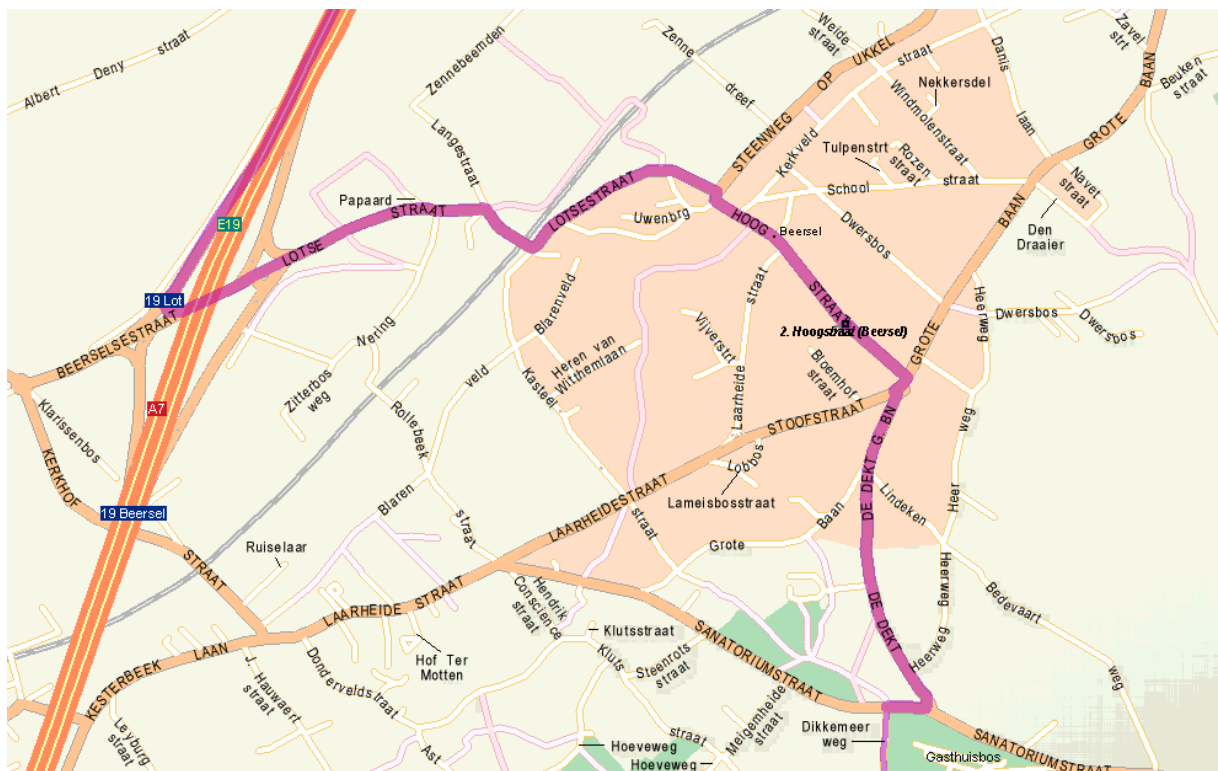 Albert Deny straat
Zennebeemden
Langestraat
Zenne dreef
Weide straat
STEENWEG OP UKKEL
straat
Danis laan
Zavel strt
Beuken straat
GROTE BAAN
Nekkersdel
Windmolenstraat
Kerkveld
Tulpenstrt
Rozen straat
School straat
Navet straat
Den Draaier
GROTE BAAN
Papaard
LOTSE STRAAT
LOTSESTRAAT
Uwenbrg
HOOG STRAAT
Beersel
Dwersbos
E19
19 Lot
BEERSELSESTRAAT
Nering
Zitterbos weg
Blarenveld
Heren van Witthemlaan
Vijverstrt
Laarheide straat
2. Hoogstraat (Beersel)
Bloemhof straat
Heerweg
Dwersbos
Dwersbos
A7
Klarissenbos
KERKHOF STRAAT
Rollebeek straat
Blaren veld
Kasteel straat
STOOFSTRAAT
LAARHEIDESTRAAT
Lobbos
Lameisbosstraat
DE DEKT G. BN
Lindeken
Heer weg
19 Beersel
Ruiselaar
Grote Baan
Hendrik Conscience straat
LAARHEIDE STRAAT
KESTERBEEK LAAN
Hof Ter Motten
Klutsstraat
Kluts straat
Steenrots straat
SANATORIUMSTRAAT
DE DEKT
Heerweg
Heerweg
Bedevaart weg
J. Hauwaert straat
Donderveldstraat
Leyburg straat
Ast
Hoeveweg
Hoeveweg
Meigemheide straat
Dikkemeer weg
Gasthuisbos
SANATORIUMSTRAAT